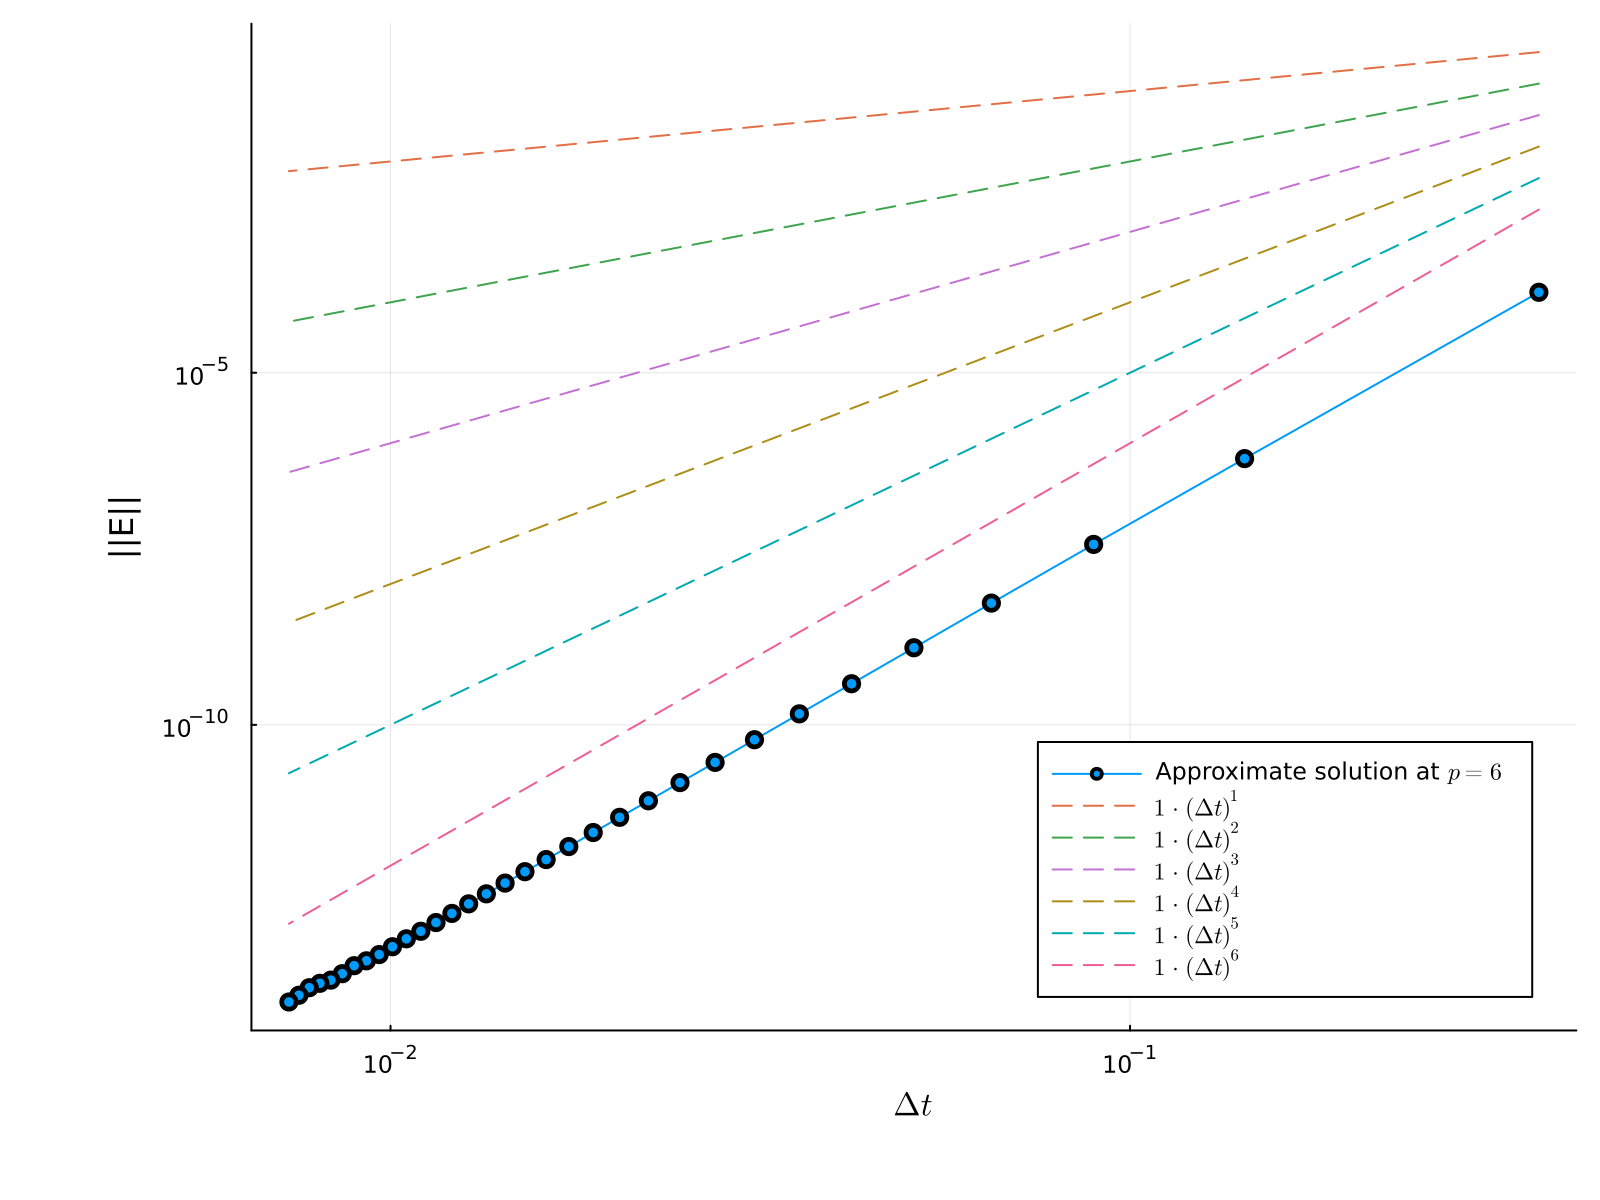 ||E||
10⁻⁵
10⁻¹⁰
Approximate solution at p = 6
1 · (Δt)¹
1 · (Δt)²
1 · (Δt)³
1 · (Δt)⁴
1 · (Δt)⁵
1 · (Δt)⁶
10⁻² 10⁻¹
Δt